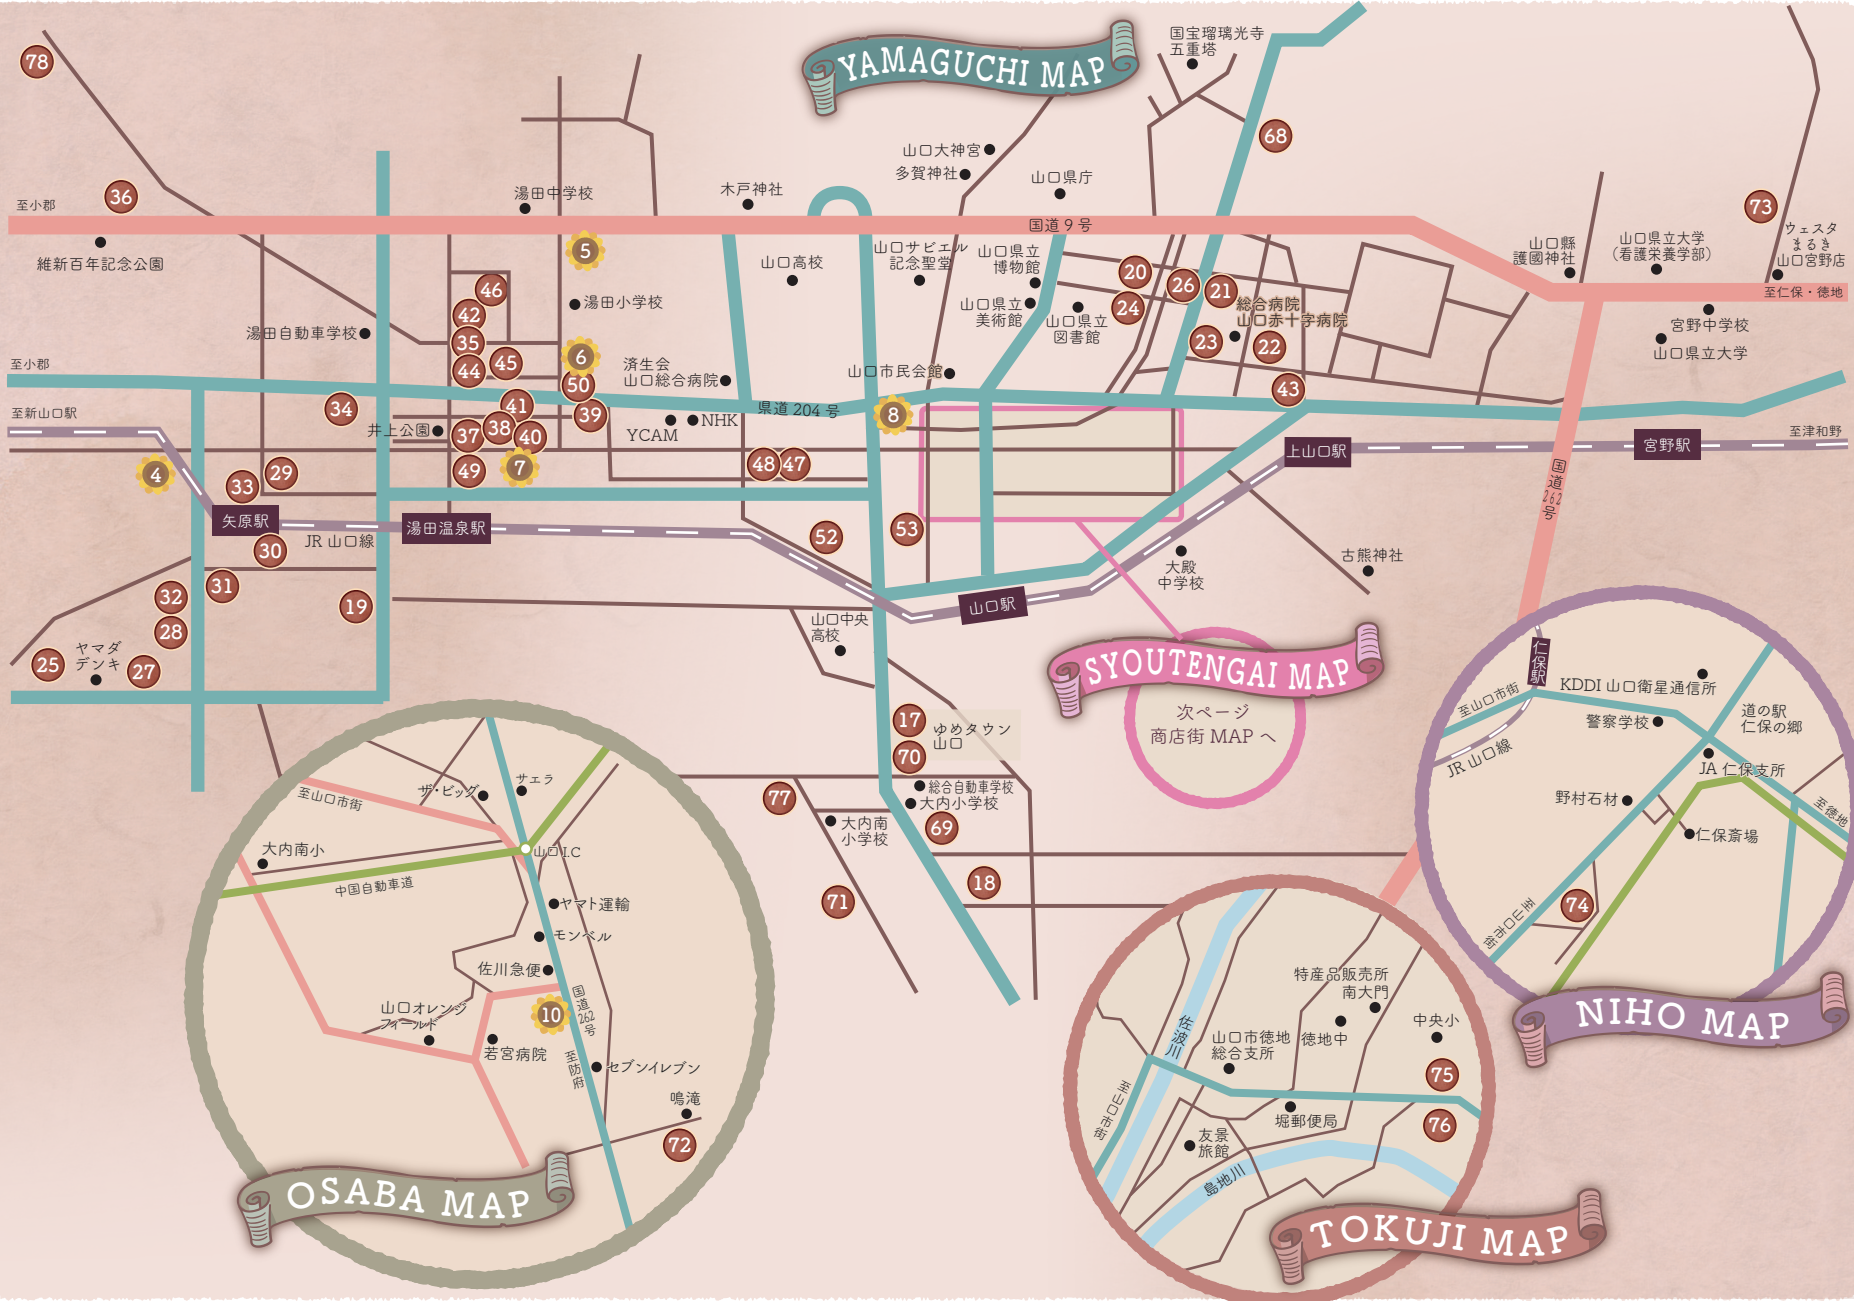 YAMAGUCHI MAP
国宝瑠璃光寺
五重塔
78
68
36
73
至小郡
維新百年記念公園
湯田中学校
木戸神社
山口大神宮
多賀神社
山口県庁
国道9号
5
湯田小学校
山口高校
山口サビエル
記念聖堂
山口県立
博物館
山口県立
美術館
山口県立
図書館
20
24
26
21
総合病院
山口赤十字病院
23
22
43
山口縣
護國神社
山口県立大学
(看護栄養学部)
ウェスタ
まるき
山口宮野店
至仁保・徳地
宮野中学校
山口県立大学
46
42
35
44
45
6
50
湯田自動車学校
済生会
山口総合病院
山口市民会館
至小郡
34
41
39
県道 204 号
8
至新山口駅
井上公園
37
38
40
YCAM
NHK
49
7
48
47
上山口駅
宮野駅
至津和野
国道262号
4
33
29
矢原駅
湯田温泉駅
JR 山口線
30
52
53
31
32
19
28
25
ヤマダ
デンキ
27
山口駅
大殿
中学校
古熊神社
山口中央
高校
SYOUTENGAI MAP
次ページ
商店街 MAP へ
17
ゆめタウン
山口
70
総合自動車学校
大内小学校
69
77
大内南
小学校
71
18
仁保駅
至山口市街
JR 山口線
KDDI 山口衛星通信所
警察学校
道の駅
仁保の郷
JA 仁保支所
至徳地
野村石材
仁保斎場
74
至山口市街
NIHO MAP
至山口市街
ザ・ビッグ
サエラ
大内南小
山口I.C
中国自動車道
ヤマト運輸
モンベル
佐川急便
山口オレンジ
フィールド
10
国道262号
若宮病院
至防府
セブンイレブン
鳴滝
72
OSABA MAP
特産品販売所
南大門
佐波川
山口市徳地
総合支所
徳地中
中央小
75
至山口市街
堀郵便局
76
友景
旅館
島地川
TOKUJI MAP